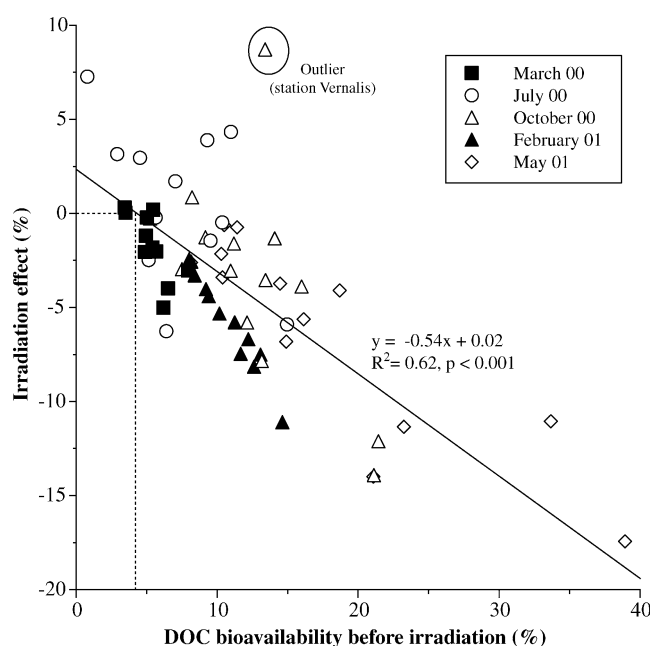 10
5
0
-5
-10
-15
-20
0
10
20
30
40
Irradiation effect (%)
DOC bioavailability before irradiation (%)
Outlier
(station Vernalis)
March 00
July 00
October 00
February 01
May 01
y = -0.54x + 0.02
R²= 0.62, p < 0.001